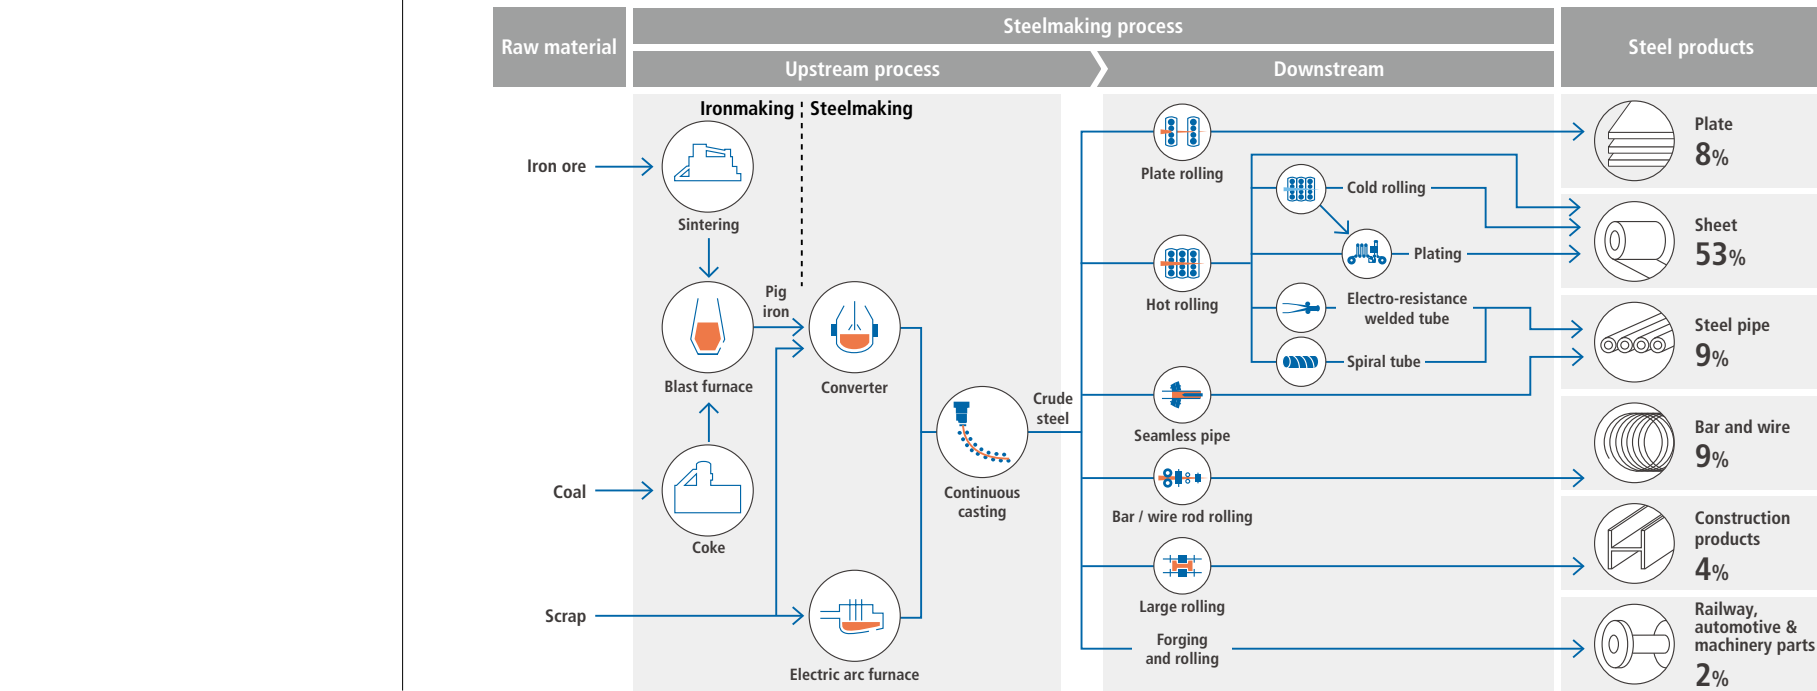 Raw material
Steelmaking process
Steel products
Upstream process
Downstream
Ironmaking
Steelmaking
Iron ore
Sintering
Pig
iron
Blast furnace
Converter
Coal
Coke
Scrap
Electric arc furnace
Continuous
casting
Crude
steel
Plate rolling
Cold rolling
Plating
Hot rolling
Electro-resistance
welded tube
Spiral tube
Seamless pipe
Bar / wire rod rolling
Large rolling
Forging
and rolling
Plate
8%
Sheet
53%
Steel pipe
9%
Bar and wire
9%
Construction
products
4%
Railway,
automotive &
machinery parts
2%